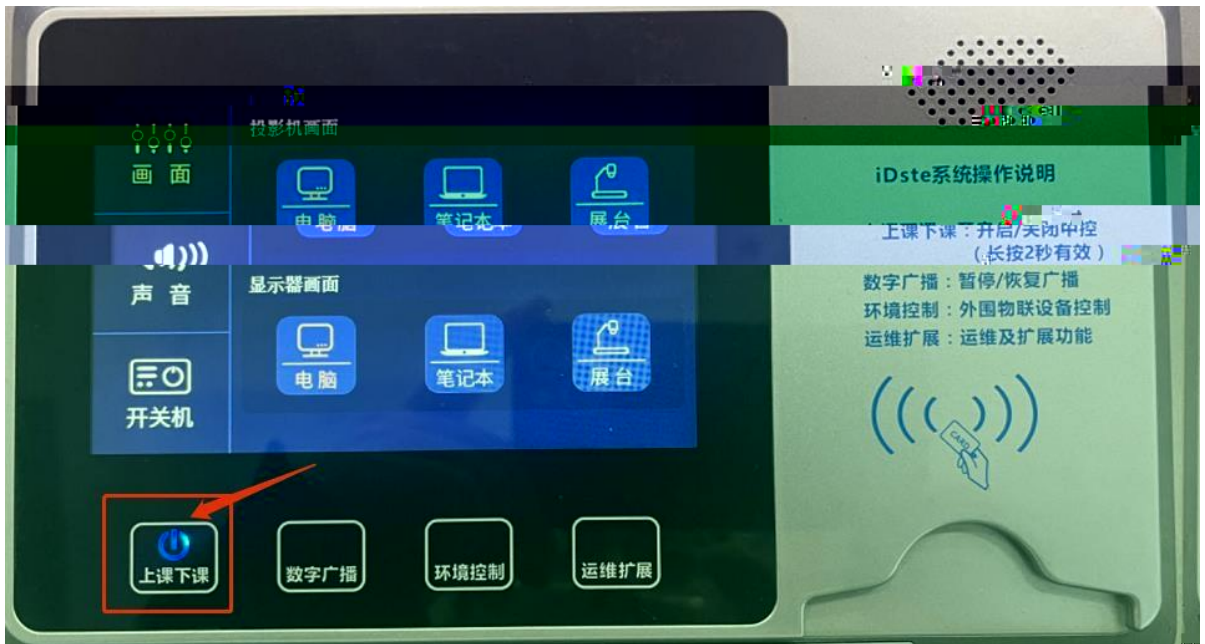 投影机画面
画面
电脑
笔记本
展台
声音
显示器画面
电脑
笔记本
展台
开关机
上课下课
数字广播
环境控制
运维扩展
iDste系统操作说明
上课下课：开启/关闭中控
（长按2秒有效）
数字广播：暂停/恢复广播
环境控制：外围物联设备控制
运维扩展：运维及扩展功能
CARD